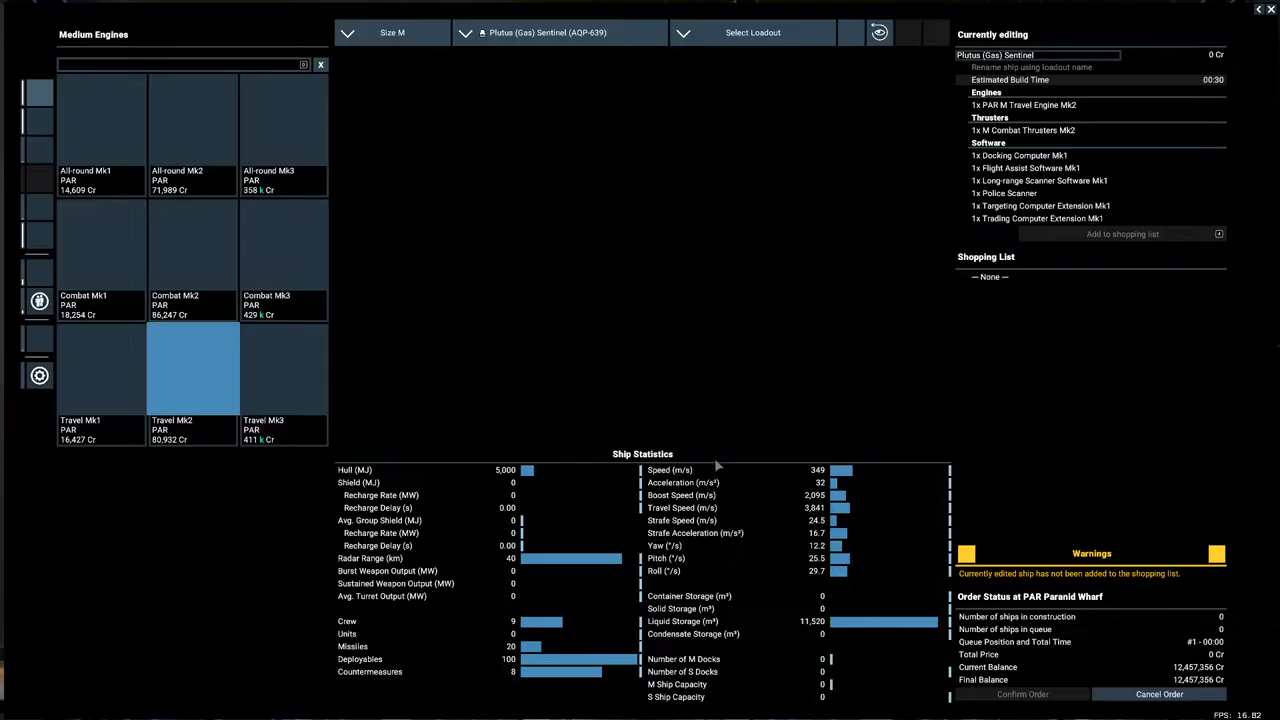 Medium Engines
x
All-round Mk1
PAR
14,609 Cr
All-round Mk2
PAR
71,989 Cr
All-round Mk3
PAR
358 k Cr
Combat Mk1
PAR
18,254 Cr
Combat Mk2
PAR
86,247 Cr
Combat Mk3
PAR
429 k Cr
Travel Mk1
PAR
16,427 Cr
Travel Mk2
PAR
80,932 Cr
Travel Mk3
PAR
411 k Cr
Size M
Plutus (Gas) Sentinel (AQP-639)
Select Loadout
Ship Statistics
Hull (MJ) 5,000
Shield (MJ) 0
Recharge Rate (MW) 0
Recharge Delay (s) 0.00
Avg. Group Shield (MJ) 0
Recharge Rate (MW) 0
Recharge Delay (s) 0.00
Radar Range (km) 40
Burst Weapon Output (MW) 0
Sustained Weapon Output (MW) 0
Avg. Turret Output (MW) 0
Crew 9
Units 0
Missiles 20
Deployables 100
Countermeasures 8
Speed (m/s) 349
Acceleration (m/s²) 32
Boost Speed (m/s) 2,095
Travel Speed (m/s) 3,841
Strafe Speed (m/s) 24.5
Strafe Acceleration (m/s²) 16.7
Yaw (°/s) 12.2
Pitch (°/s) 25.5
Roll (°/s) 29.7
Container Storage (m³) 0
Solid Storage (m³) 0
Liquid Storage (m³) 11,520
Condensate Storage (m³) 0
Number of M Docks 0
Number of S Docks 0
M Ship Capacity 0
S Ship Capacity 0
Currently editing
Plutus (Gas) Sentinel 0 Cr
Rename ship using loadout name
Estimated Build Time 00:30
Engines
1x PAR M Travel Engine Mk2
Thrusters
1x M Combat Thrusters Mk2
Software
1x Docking Computer Mk1
1x Flight Assist Software Mk1
1x Long-range Scanner Software Mk1
1x Police Scanner
1x Targeting Computer Extension Mk1
1x Trading Computer Extension Mk1
Add to shopping list
Shopping List
— None —
Warnings
Currently edited ship has not been added to the shopping list.
Order Status at PAR Paranid Wharf
Number of ships in construction 0
Number of ships in queue 0
Queue Position and Total Time #1 - 00:00
Total Price 0 Cr
Current Balance 12,457,356 Cr
Final Balance 12,457,356 Cr
Confirm Order
Cancel Order
FPS: 16.82